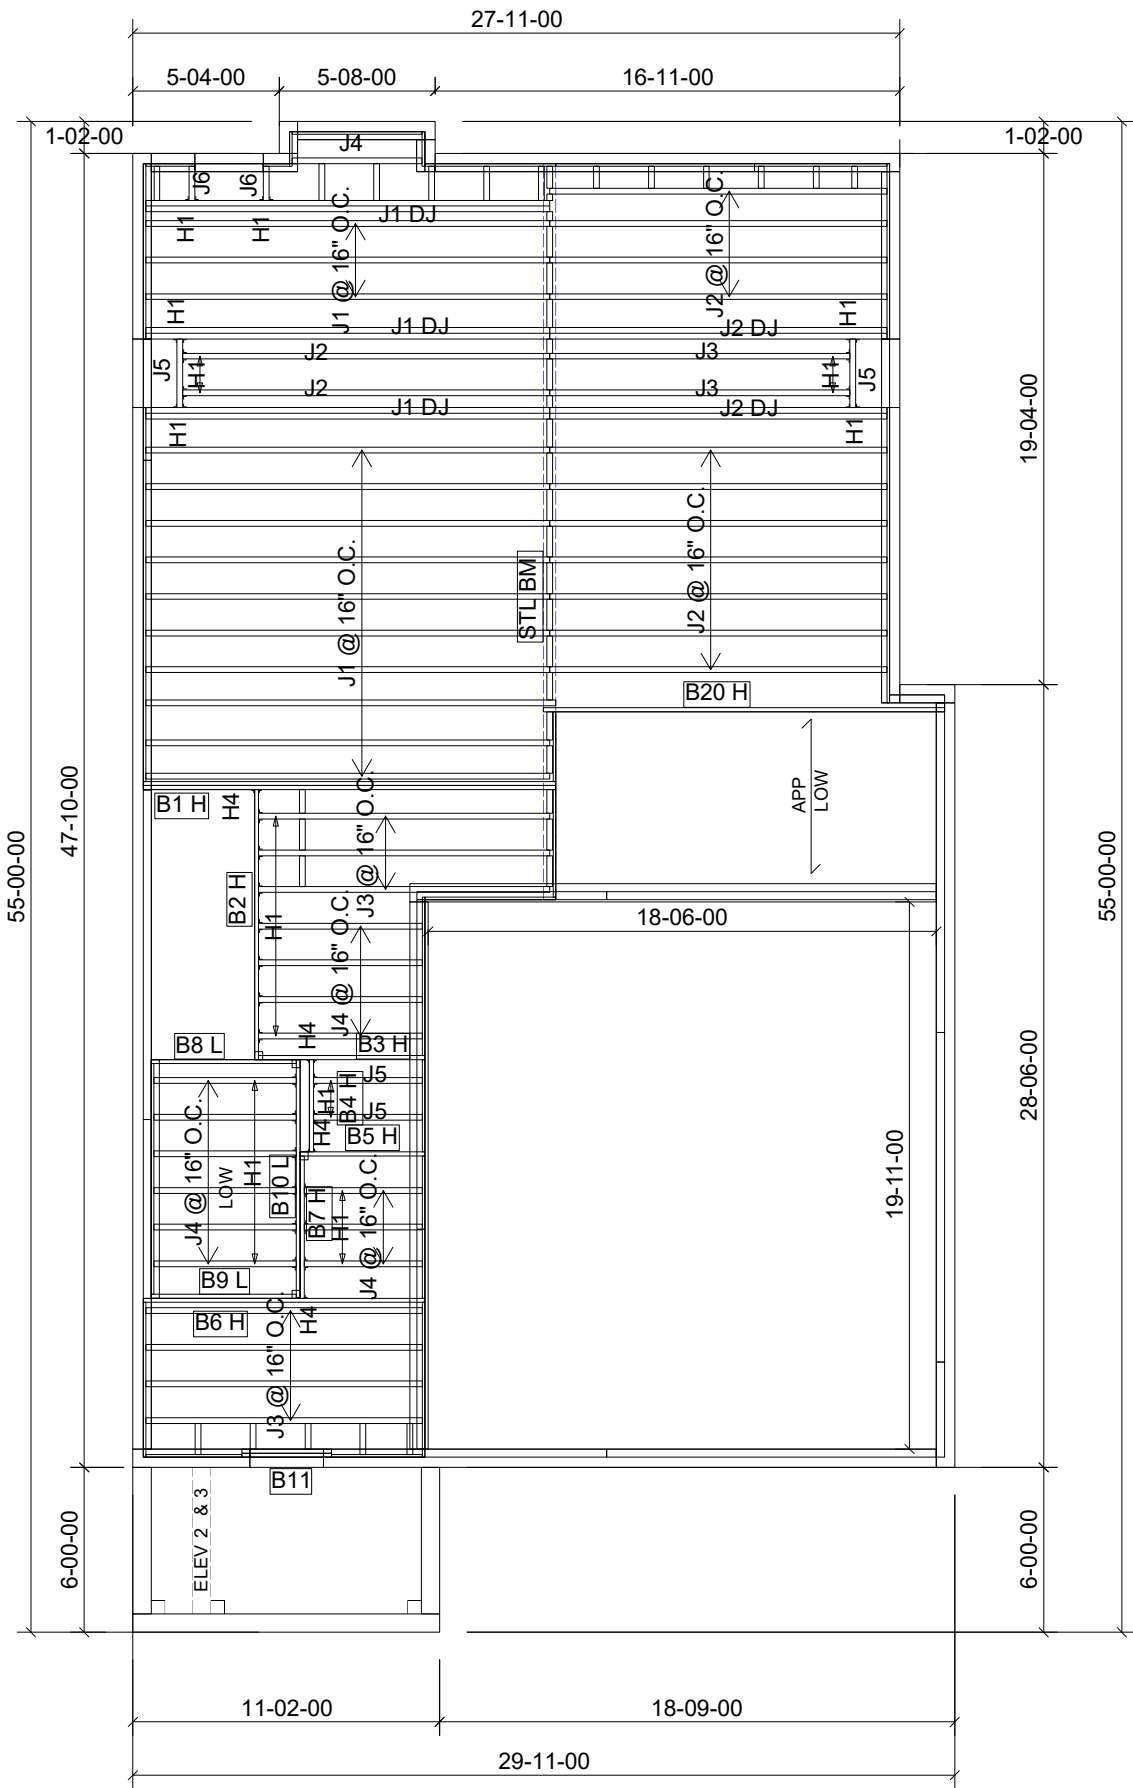 27-11-00
5-04-00 5-08-00 16-11-00
1-02-00 1-02-00
J4
J6 J6
H1 H1
J1 DJ
J1 @ 16" O.C.
J2 @ 16" O.C.
H1 H1
J1 DJ J2 DJ
J5 H1 J2 J3 H1 J5
J2 J3
J1 DJ J2 DJ
H1 H1
19-04-00
J1 @ 16" O.C.
STL BM
J2 @ 16" O.C.
B20 H
55-00-00
47-10-00
B1 H
H4
J3 @ 16" O.C.
APP LOW
55-00-00
B2 H
H1
J4 @ 16" O.C.
18-06-00
B8 L
H4
B3 H
J5
H1
B4 H
J5
H4
B5 H
28-06-00
J4 @ 16" O.C.
LOW
H1
B10 L
B7 H
H1
J4 @ 16" O.C.
19-11-00
B9 L
B6 H
H4
J3 @ 16" O.C.
B11
ELEV 2 & 3
6-00-00 6-00-00
11-02-00 18-09-00
29-11-00